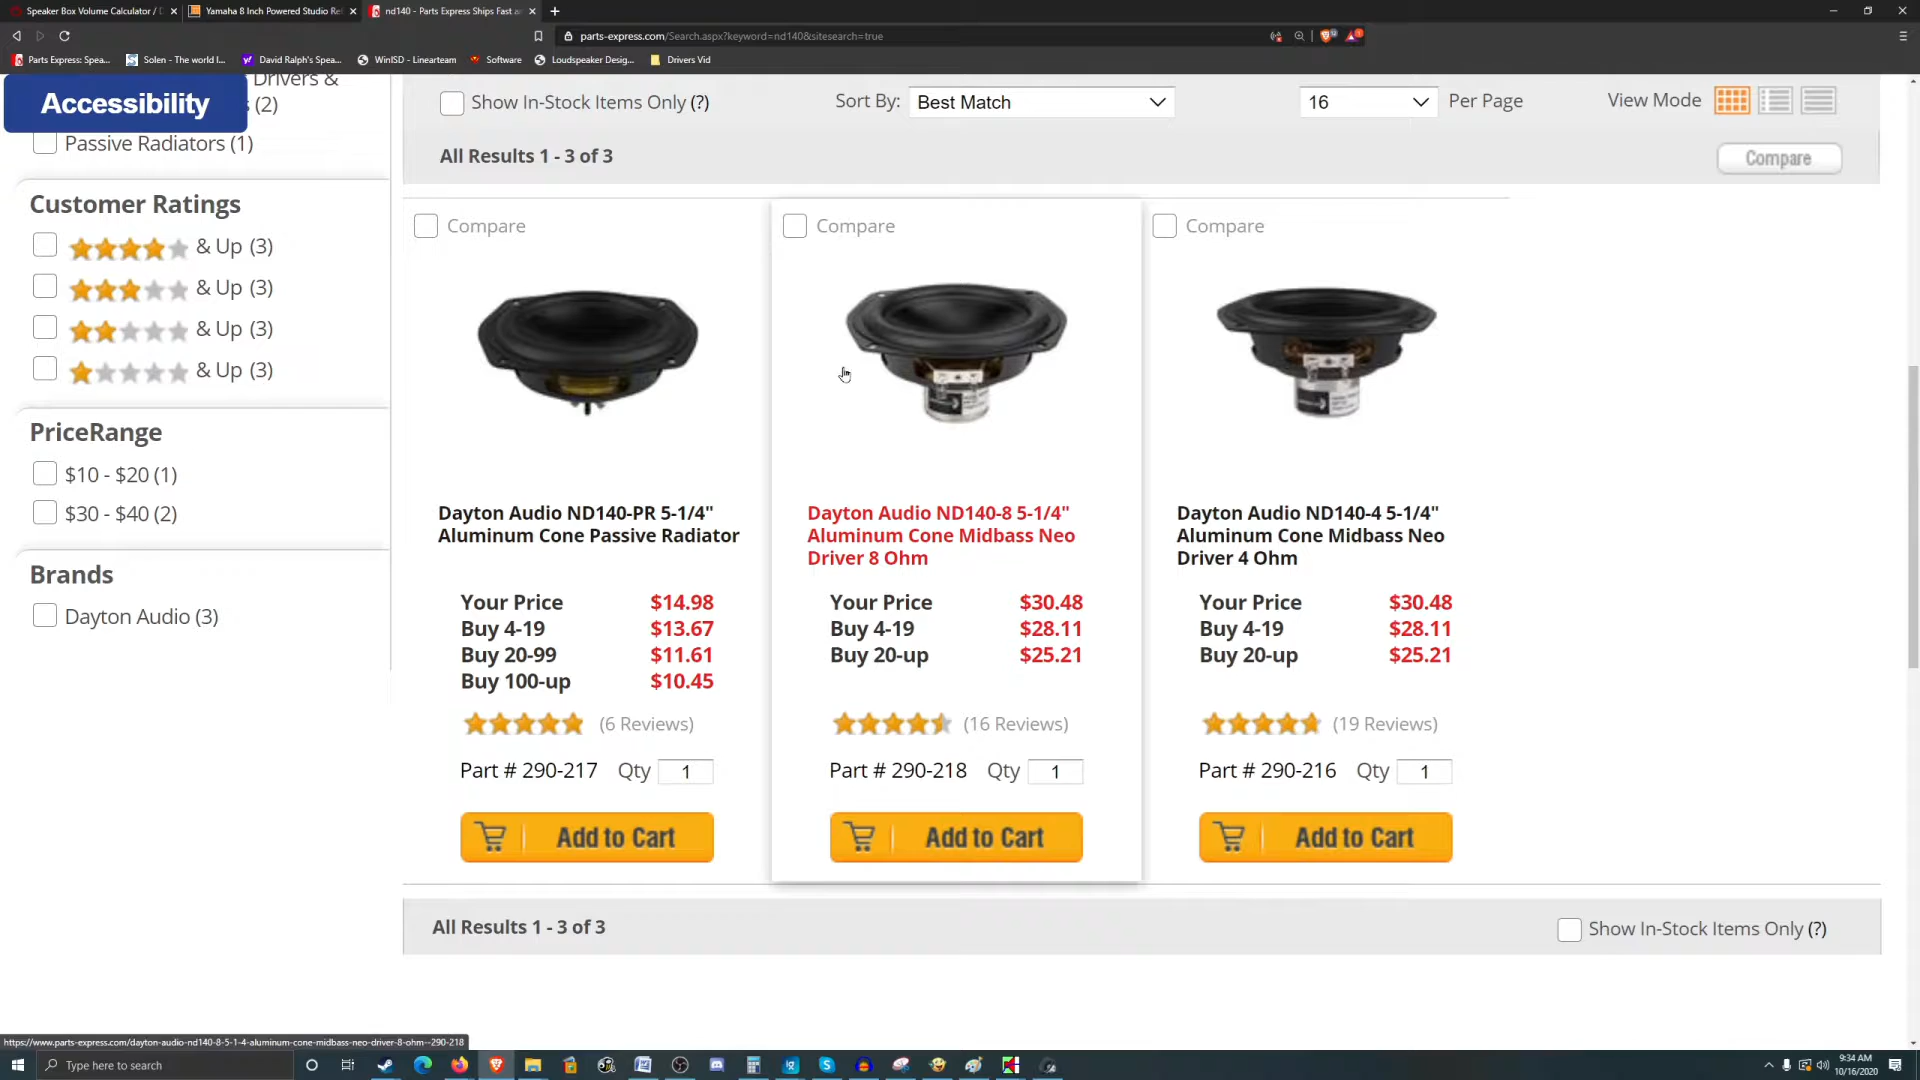 Speaker Box Volume Calculator / D
Yamaha 8 Inch Powered Studio Re
nd140 - Parts Express Ships Fast a
parts-express.com/Search.aspx?keyword=nd140&sitesearch=true
Parts Express: Spea...
Solen - The world l...
David Ralph's Spea...
WinISD - Linearteam
Software
Loudspeaker Desig...
Drivers Vid
Drivers &
(2)
Accessibility
Passive Radiators (1)
Customer Ratings
& Up (3)
& Up (3)
& Up (3)
& Up (3)
PriceRange
$10 - $20 (1)
$30 - $40 (2)
Brands
Dayton Audio (3)
Show In-Stock Items Only (?)
Sort By: Best Match
16 Per Page
View Mode
All Results 1 - 3 of 3
Compare
Compare
Dayton Audio ND140-PR 5-1/4"
Aluminum Cone Passive Radiator
Your Price $14.98
Buy 4-19 $13.67
Buy 20-99 $11.61
Buy 100-up $10.45
(6 Reviews)
Part # 290-217 Qty 1
Add to Cart
Compare
Dayton Audio ND140-8 5-1/4"
Aluminum Cone Midbass Neo
Driver 8 Ohm
Your Price $30.48
Buy 4-19 $28.11
Buy 20-up $25.21
(16 Reviews)
Part # 290-218 Qty 1
Add to Cart
Compare
Dayton Audio ND140-4 5-1/4"
Aluminum Cone Midbass Neo
Driver 4 Ohm
Your Price $30.48
Buy 4-19 $28.11
Buy 20-up $25.21
(19 Reviews)
Part # 290-216 Qty 1
Add to Cart
All Results 1 - 3 of 3
Show In-Stock Items Only (?)
https://www.parts-express.com/dayton-audio-nd140-8-5-1-4-aluminum-cone-midbass-neo-driver-8-ohm--290-218
Type here to search
9:34 AM
10/16/2020